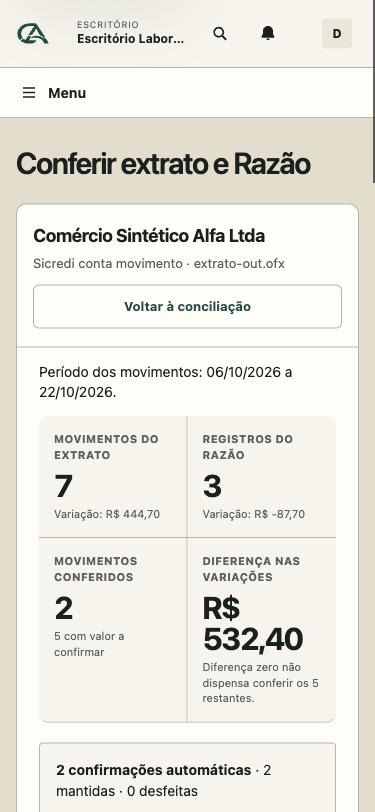 ESCRITÓRIO
Escritório Labor...
D
Menu
Conferir extrato e Razão
Comércio Sintético Alfa Ltda
Sicredi conta movimento · extrato-out.ofx
Voltar à conciliação
Período dos movimentos: 06/10/2026 a
22/10/2026.
MOVIMENTOS DO
EXTRATO
7
Variação: R$ 444,70
REGISTROS DO
RAZÃO
3
Variação: R$ -87,70
MOVIMENTOS
CONFERIDOS
2
5 com valor a
confirmar
DIFERENÇA NAS
VARIAÇÕES
R$
532,40
Diferença zero não
dispensa conferir os 5
restantes.
2 confirmações automáticas · 2
mantidas · 0 desfeitas